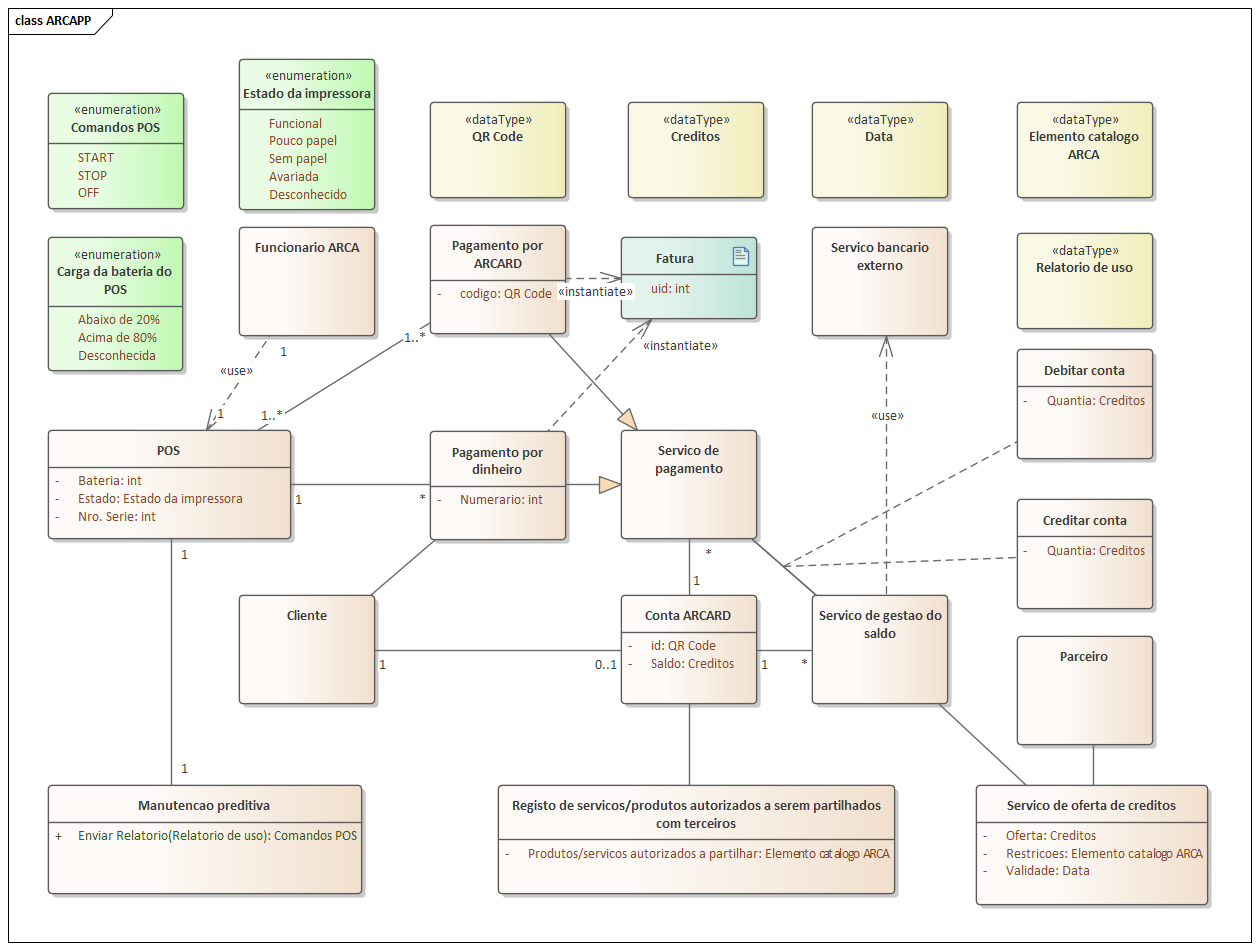 class ARCAPP
«enumeration»
Comandos POS
START
STOP
OFF
«enumeration»
Estado da impressora
Funcional
Pouco papel
Sem papel
Avariada
Desconhecido
«dataType»
QR Code
«dataType»
Creditos
«dataType»
Data
«dataType»
Elemento catalogo
ARCA
«enumeration»
Carga da bateria do
POS
Abaixo de 20%
Acima de 80%
Desconhecida
Funcionario ARCA
Pagamento por
ARCARD
- codigo: QR Code
«instantiate»
Fatura
uid: int
Servico bancario
externo
«dataType»
Relatorio de uso
1
«use»
1
1..*
1..*
«instantiate»
«use»
Debitar conta
- Quantia: Creditos
POS
- Bateria: int
- Estado: Estado da impressora
- Nro. Serie: int
1
*
Pagamento por
dinheiro
- Numerario: int
Servico de
pagamento
Creditar conta
- Quantia: Creditos
1
*
1
Cliente
1
0..1
Conta ARCARD
- id: QR Code
- Saldo: Creditos
1
*
Servico de gestao do
saldo
Parceiro
1
Manutencao preditiva
+ Enviar Relatorio(Relatorio de uso): Comandos POS
Registo de servicos/produtos autorizados a serem partilhados
com terceiros
- Produtos/servicos autorizados a partilhar: Elemento catalogo ARCA
Servico de oferta de creditos
- Oferta: Creditos
- Restricoes: Elemento catalogo ARCA
- Validade: Data